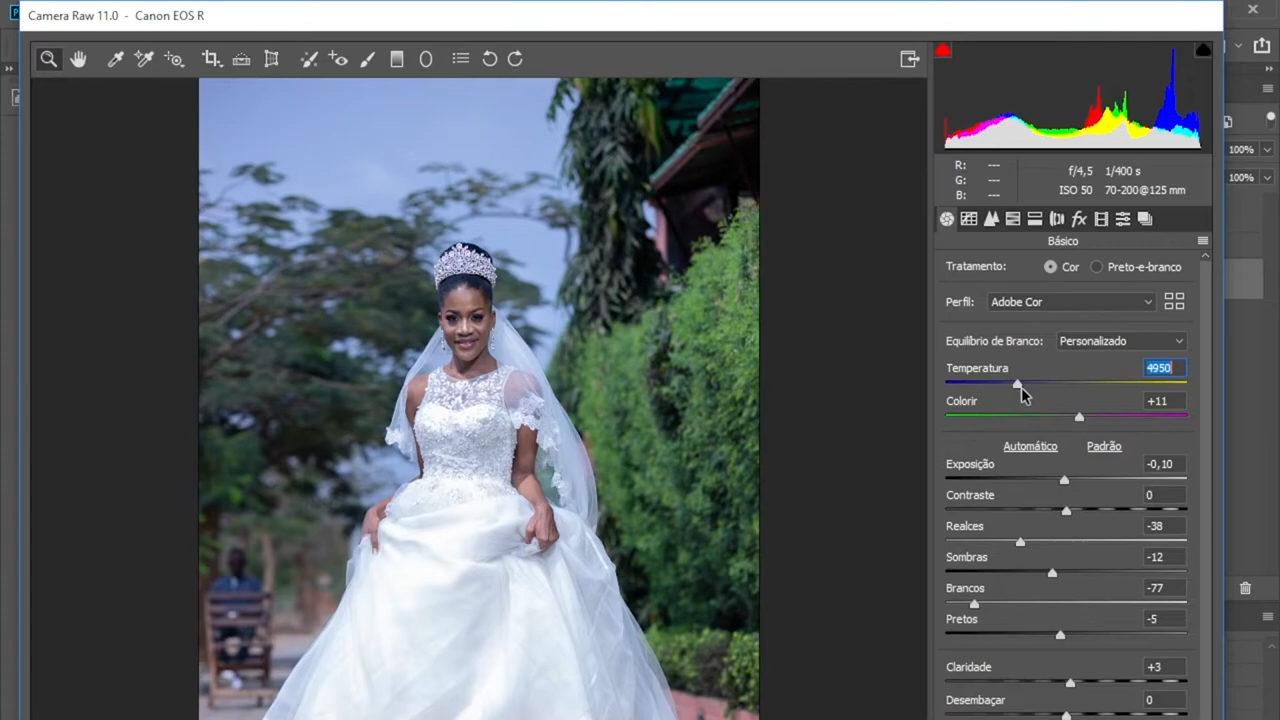 Camera Raw 11.0 - Canon EOS R
R: ---
G: ---
B: ---
f/4,5 1/400 s
ISO 50 70-200@125 mm
fx
Básico
Tratamento: Cor Preto-e-branco
Perfil: Adobe Cor
Equilíbrio de Branco: Personalizado
Temperatura 4950
Colorir +11
Automático Padrão
Exposição -0,10
Contraste 0
Realces -38
Sombras -12
Brancos -77
Pretos -5
Claridade +3
Desembaçar 0
100%
100%